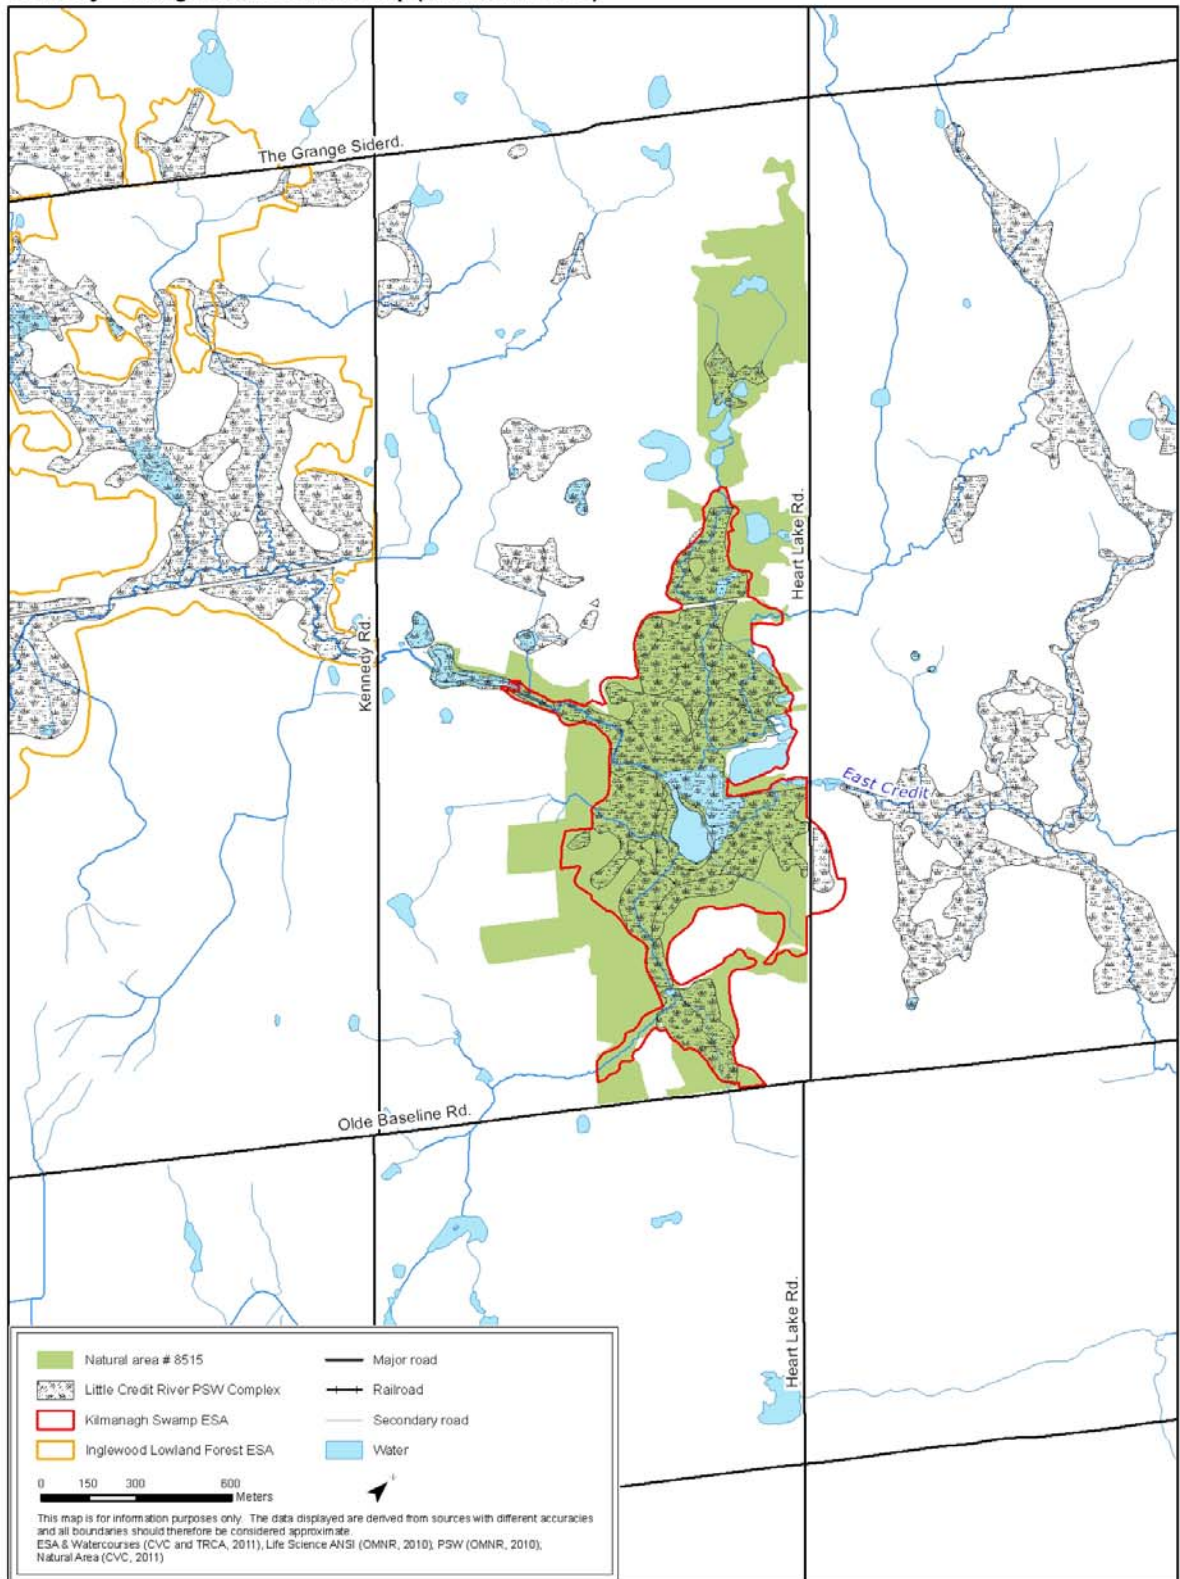 The Grange Siderd.
Heart Lake Rd.
Kennedy Rd.
East Credit
Olde Baseline Rd.
Heart Lake Rd.
Natural area # 8515
Major road
Little Credit River PSW Complex
Railroad
Kilmanagh Swamp ESA
Secondary road
Inglewood Lowland Forest ESA
Water
0 150 300 600
Meters
This map is for information purposes only. The data displayed are derived from sources with different accuracies
and all boundaries should therefore be considered approximate.
ESA & Watercourses (CVC and TRCA, 2011), Life Science ANSI (OMNR, 2010), PSW (OMNR, 2010),
Natural Area (CVC, 2011)